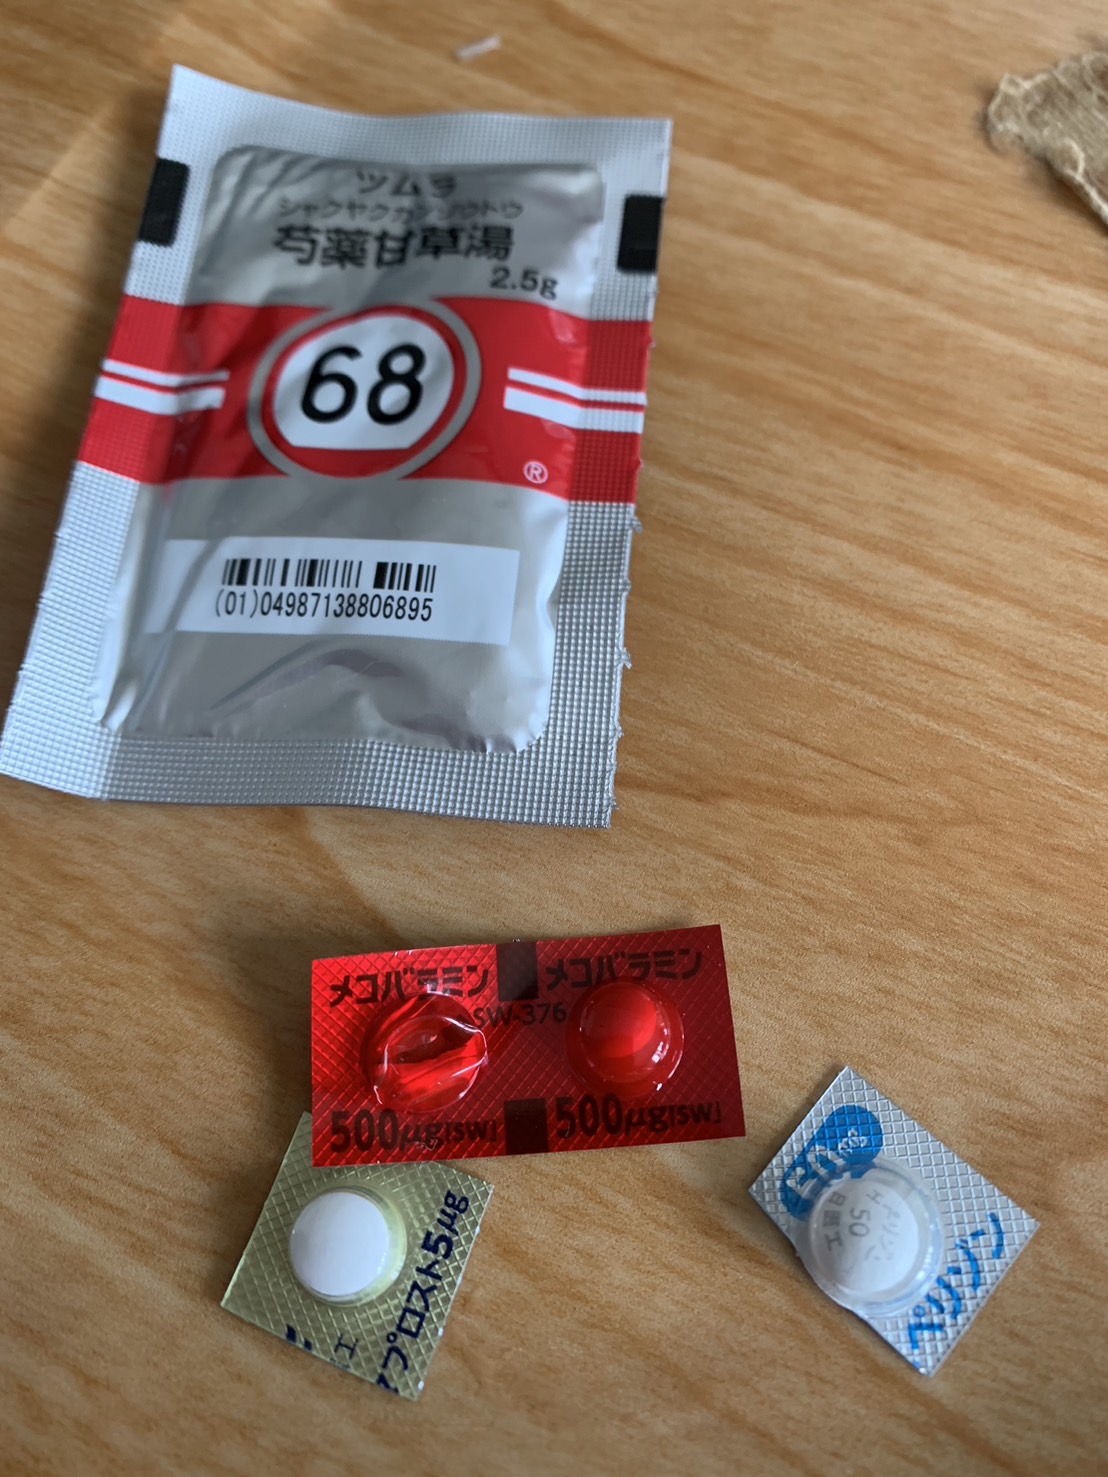 ツムラ
シャクヤクカンゾウトウ
芍薬甘草湯
2.5g
68
®
(01)04987138806895
メコバラミン メコバラミン
SW-376
500μg「SW」 500μg「SW」
プロスト5μg
50